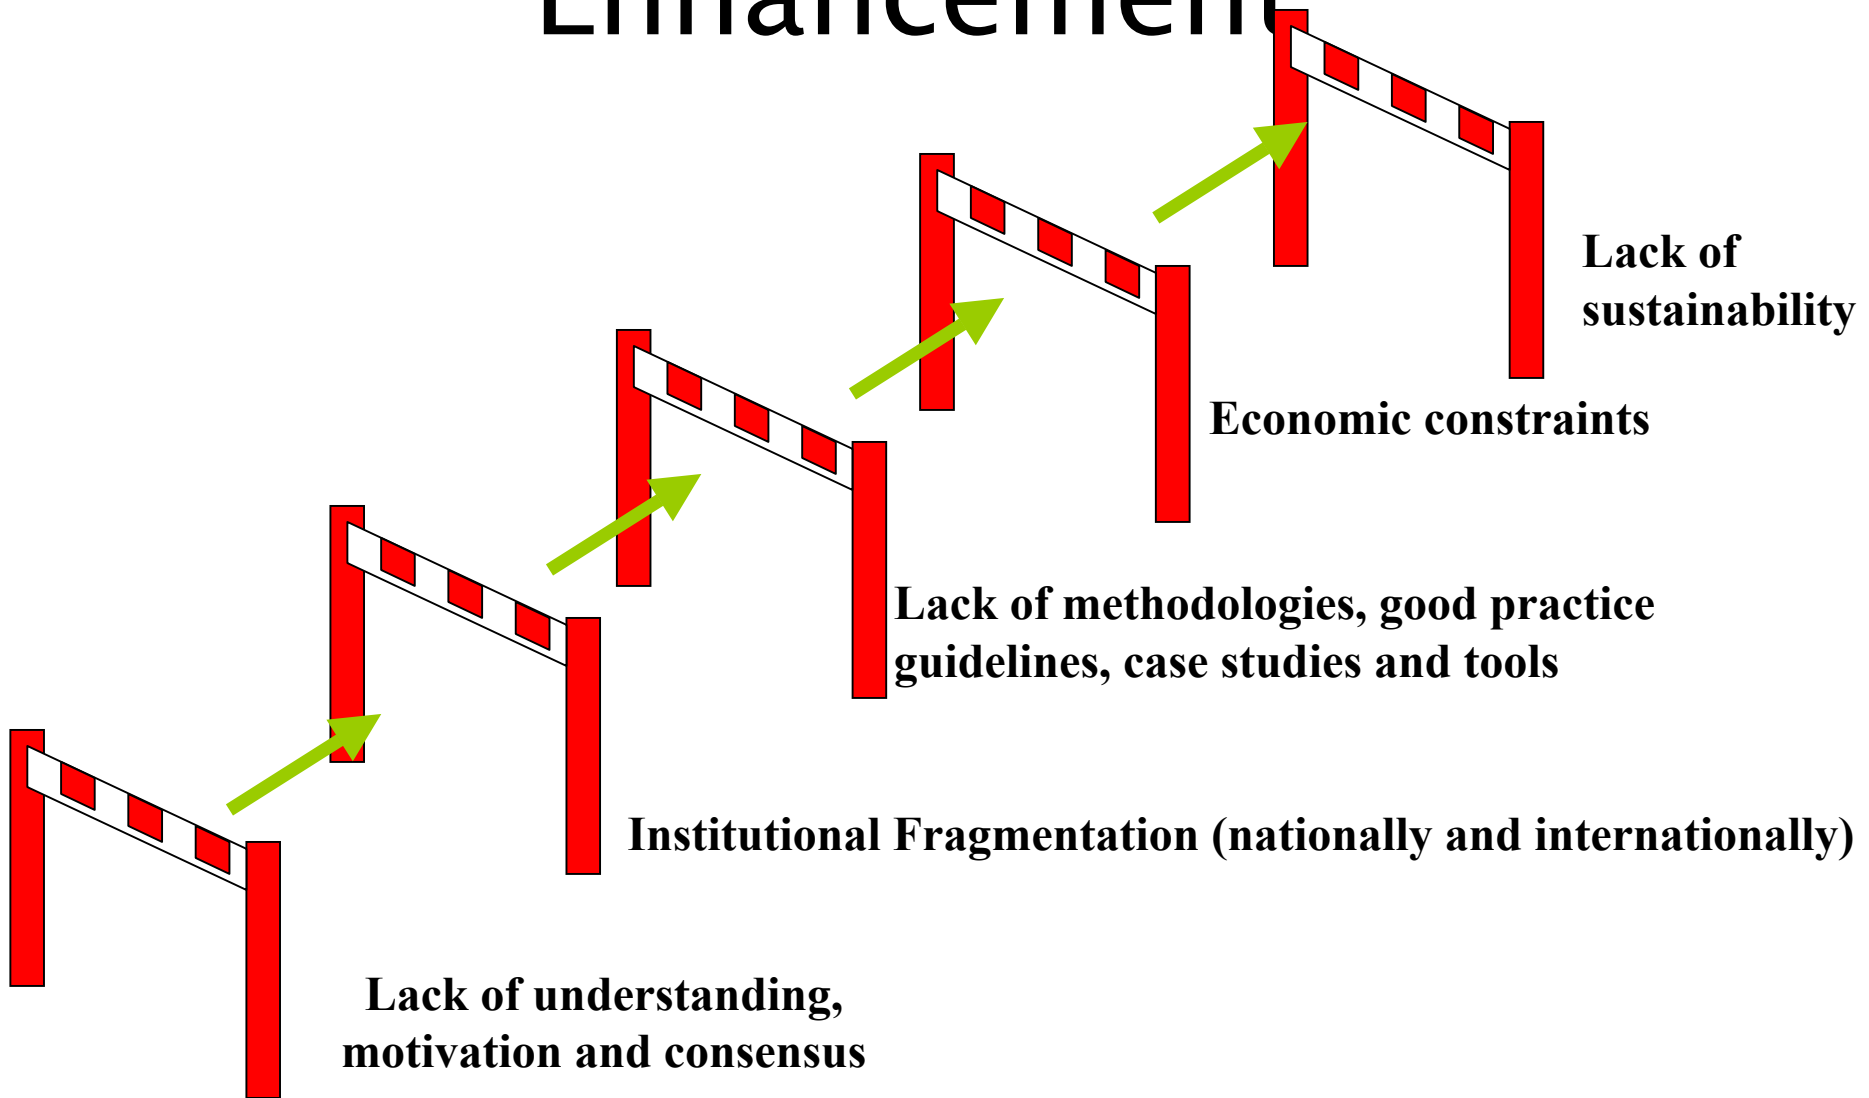 Enhancement
Lack of
sustainability
Economic constraints
Lack of methodologies, good practice
guidelines, case studies and tools
Institutional Fragmentation (nationally and internationally)
Lack of understanding,
motivation and consensus